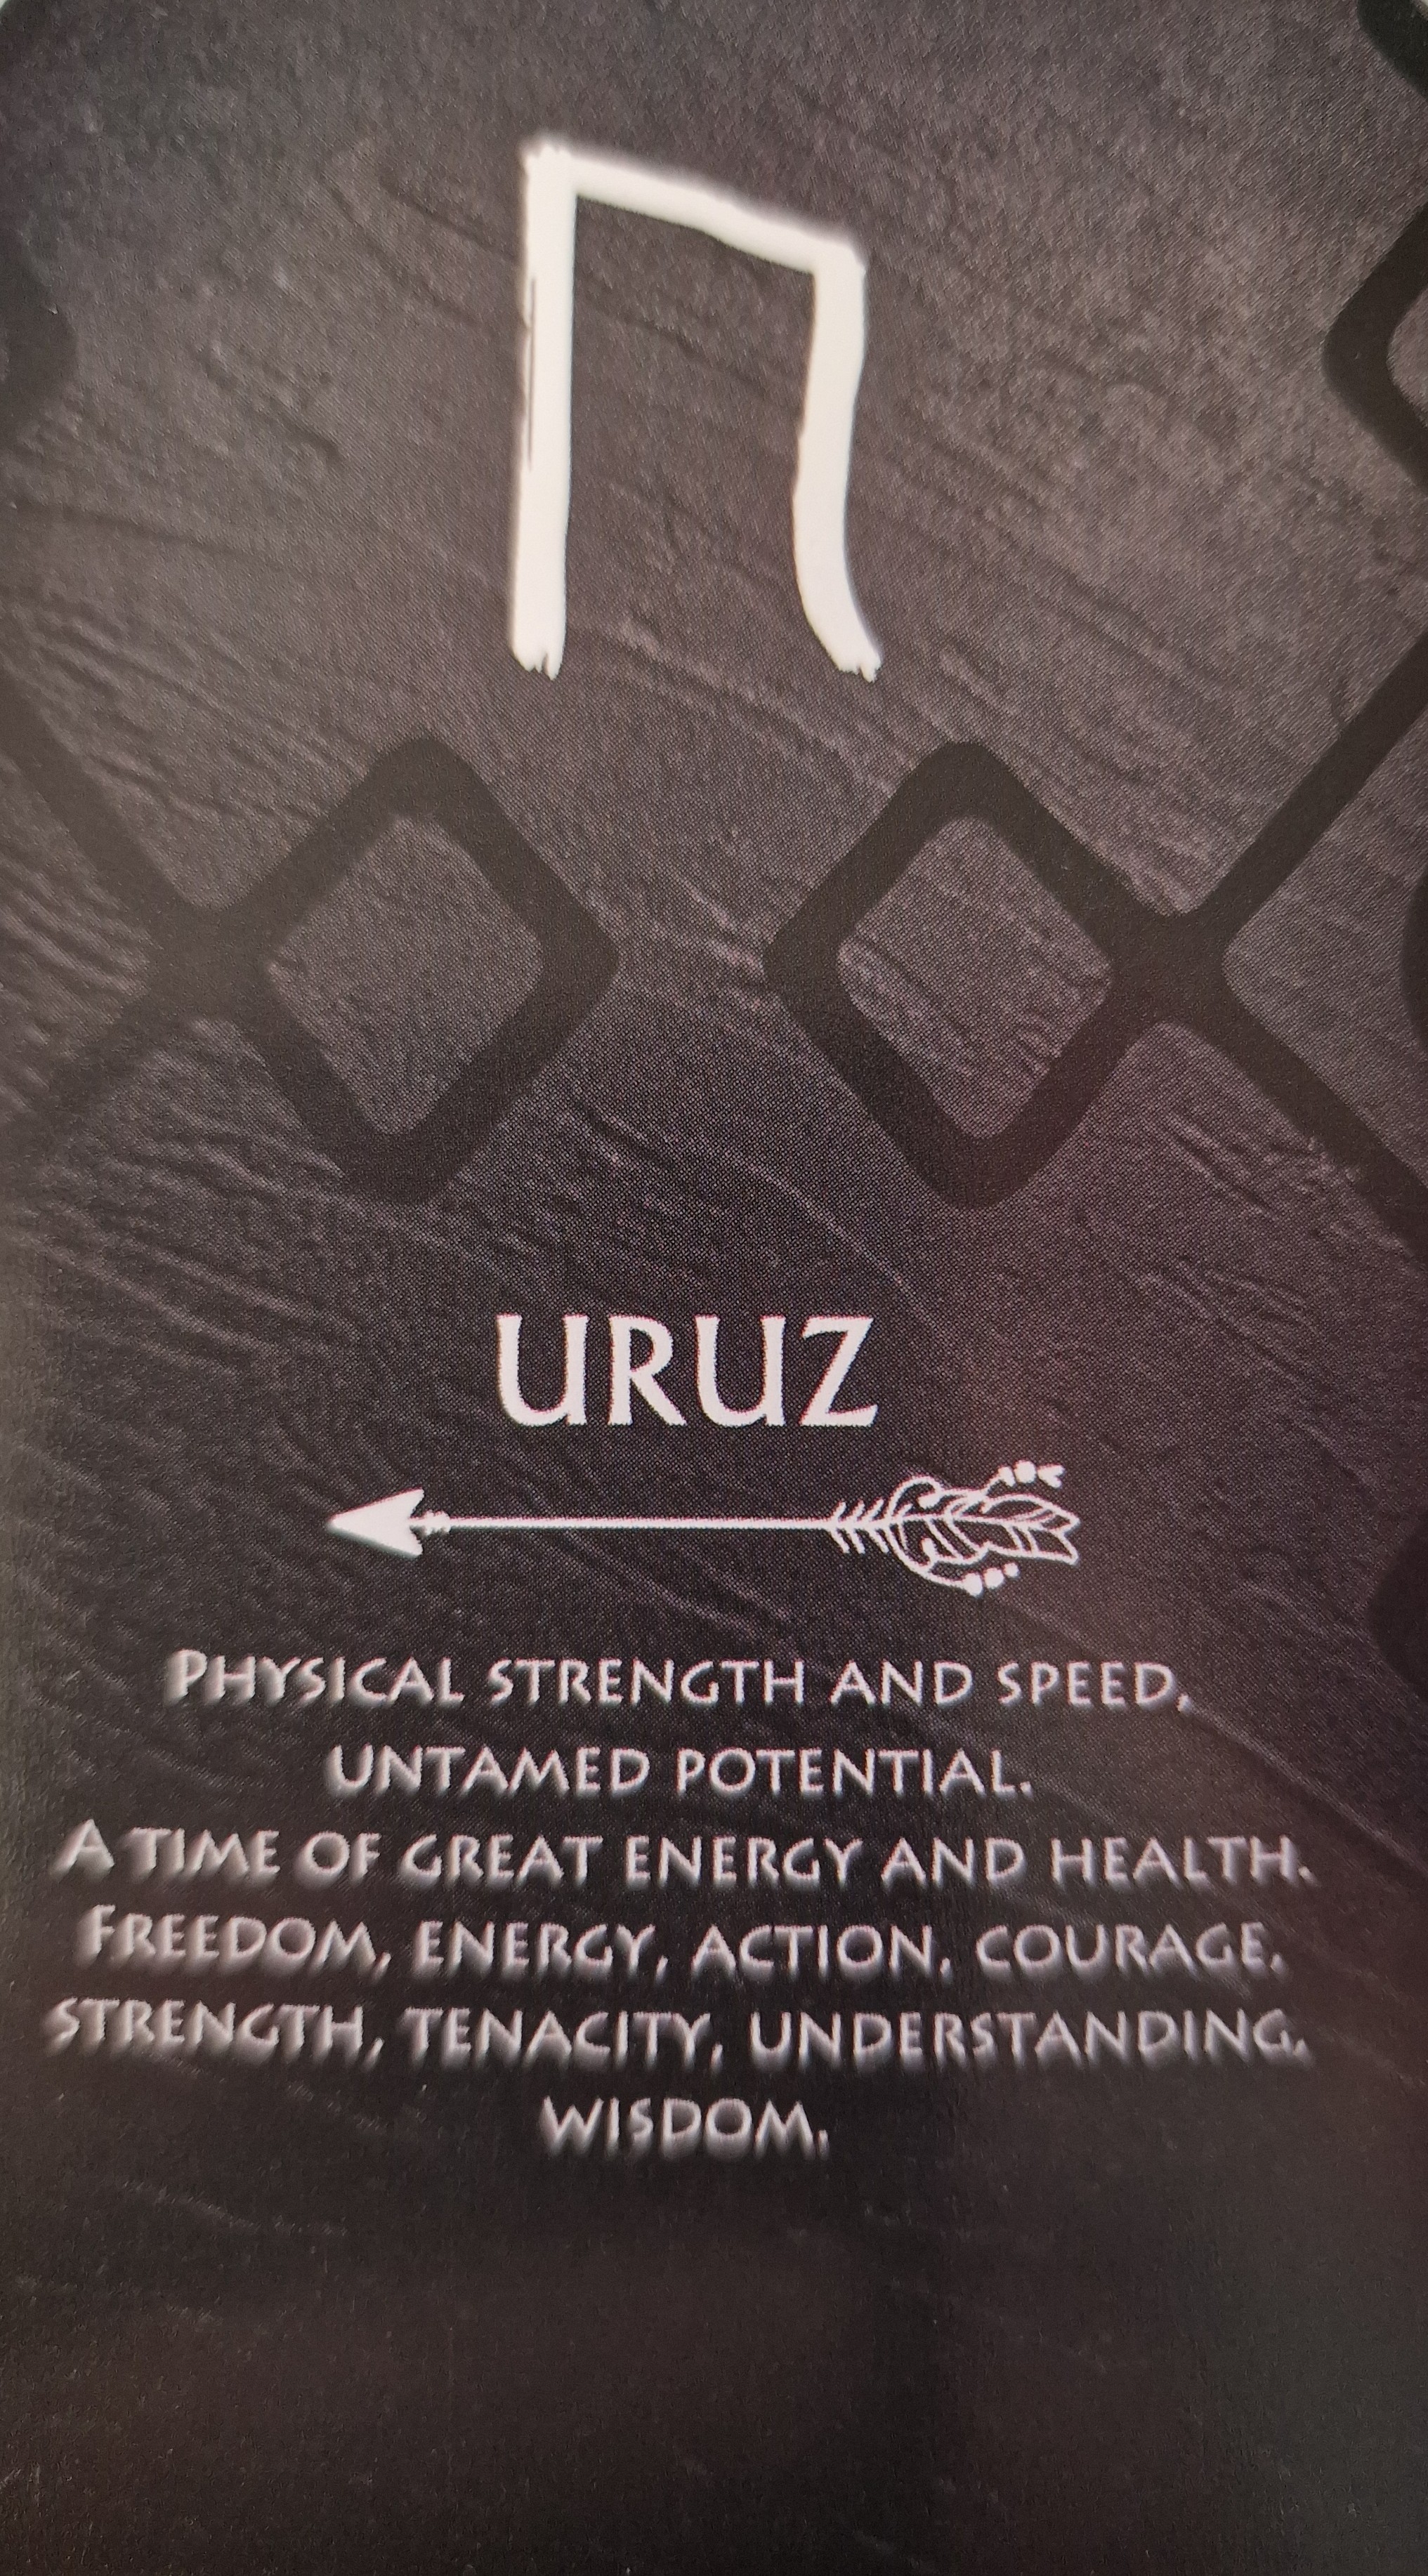 ᚢ
URUZ
PHYSICAL STRENGTH AND SPEED,
UNTAMED POTENTIAL.
A TIME OF GREAT ENERGY AND HEALTH.
FREEDOM, ENERGY, ACTION, COURAGE,
STRENGTH, TENACITY, UNDERSTANDING,
WISDOM.